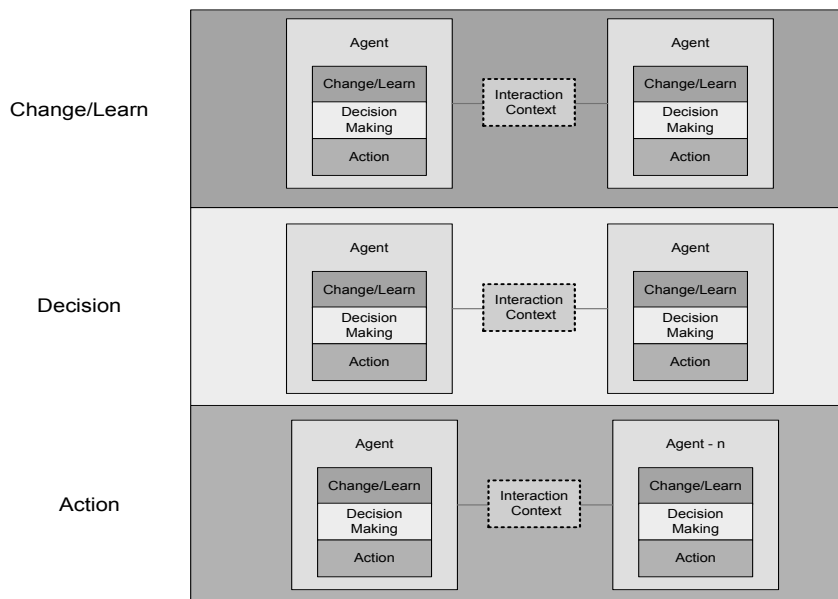 Change/Learn
Agent
Change/Learn
Decision
Making
Action
Interaction
Context
Agent
Change/Learn
Decision
Making
Action
Decision
Agent
Change/Learn
Decision
Making
Action
Interaction
Context
Agent
Change/Learn
Decision
Making
Action
Action
Agent
Change/Learn
Decision
Making
Action
Interaction
Context
Agent - n
Change/Learn
Decision
Making
Action